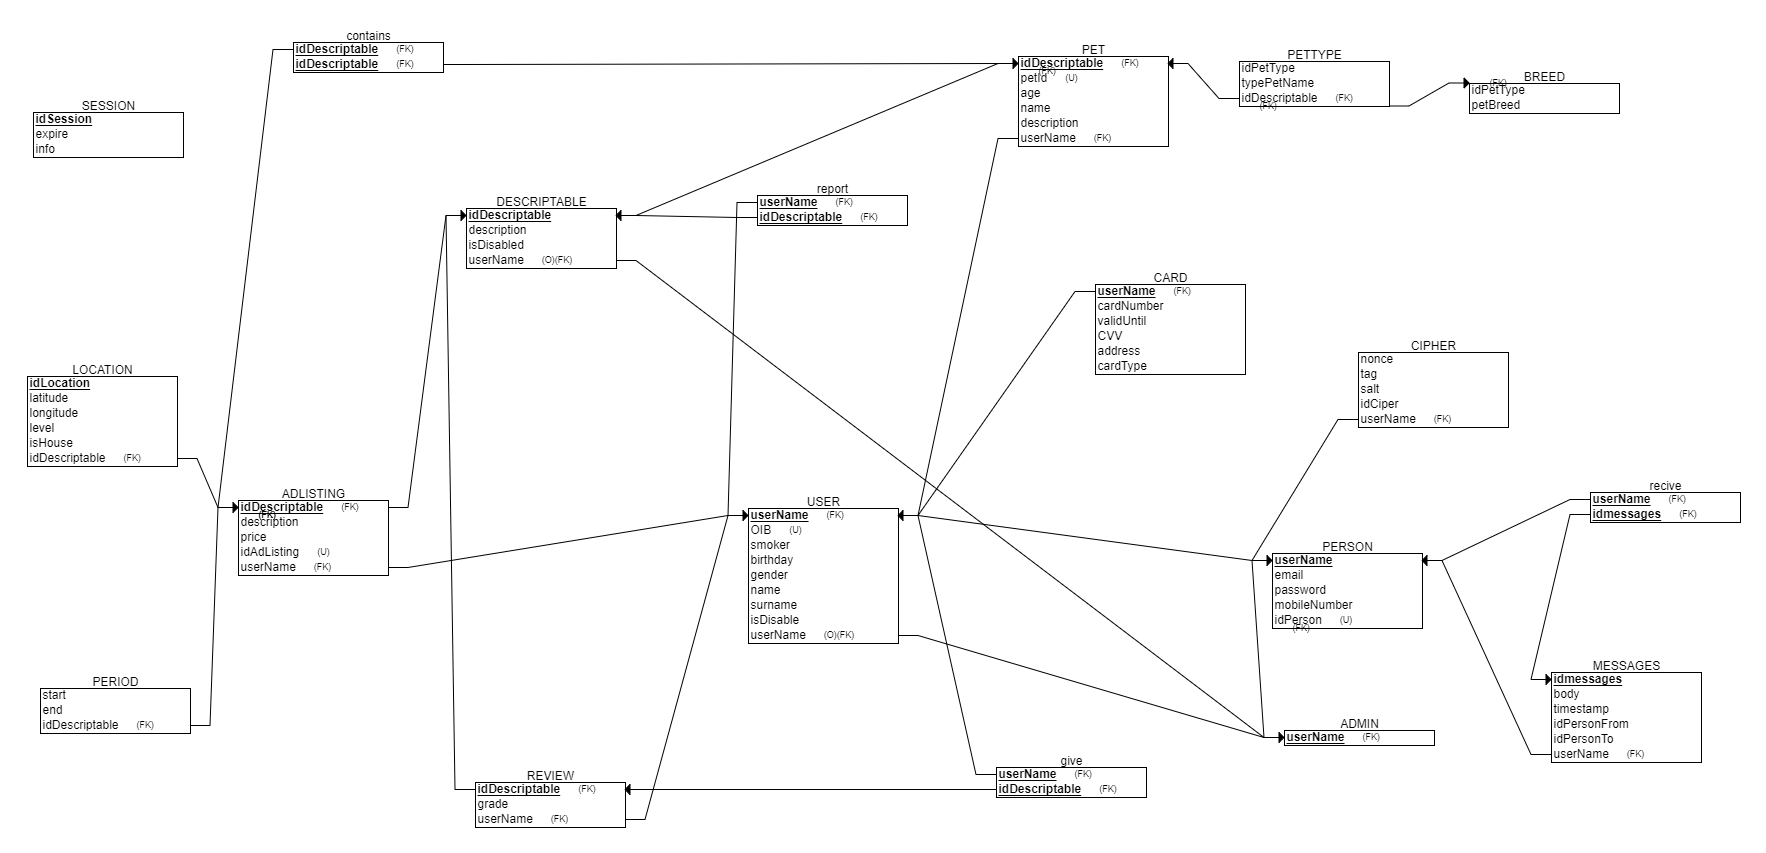 contains
idDescriptable (FK)
idDescriptable (FK)
SESSION
idSession
expire
info
PET
idDescriptable (FK)
(FK)
petId (U)
age
name
description
userName (FK)
PETTYPE
idPetType
typePetName
idDescriptable (FK)
(FK)
BREED
(FK)
idPetType
petBreed
DESCRIPTABLE
idDescriptable
description
isDisabled
userName (O)(FK)
report
userName (FK)
idDescriptable (FK)
CARD
userName (FK)
cardNumber
validUntil
CVV
address
cardType
CIPHER
nonce
tag
salt
idCiper
userName (FK)
LOCATION
idLocation
latitude
longitude
level
isHouse
idDescriptable (FK)
ADLISTING
idDescriptable (FK)
(FK)
description
price
idAdListing (U)
userName (FK)
USER
userName (FK)
OIB (U)
smoker
birthday
gender
name
surname
isDisable
userName (O)(FK)
PERSON
userName
email
password
mobileNumber
idPerson (U)
(FK)
recive
userName (FK)
idmessages (FK)
MESSAGES
idmessages
body
timestamp
idPersonFrom
idPersonTo
userName (FK)
PERIOD
start
end
idDescriptable (FK)
ADMIN
userName (FK)
REVIEW
idDescriptable (FK)
grade
userName (FK)
give
userName (FK)
idDescriptable (FK)